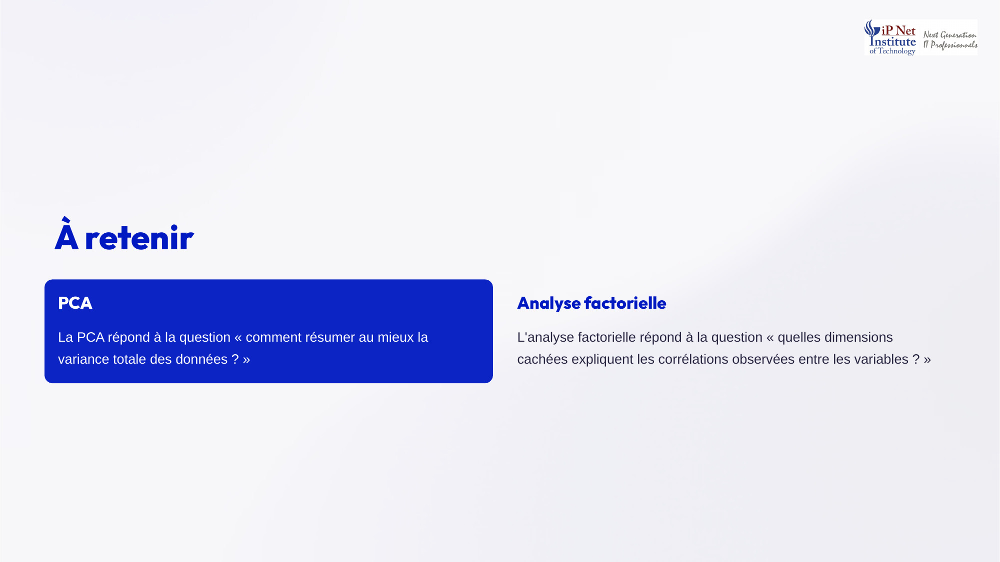 iP Net
Institute
of Technology
Next Generation
IT Professionnels
À retenir
PCA
La PCA répond à la question « comment résumer au mieux la
variance totale des données ? »
Analyse factorielle
L'analyse factorielle répond à la question « quelles dimensions
cachées expliquent les corrélations observées entre les variables ? »